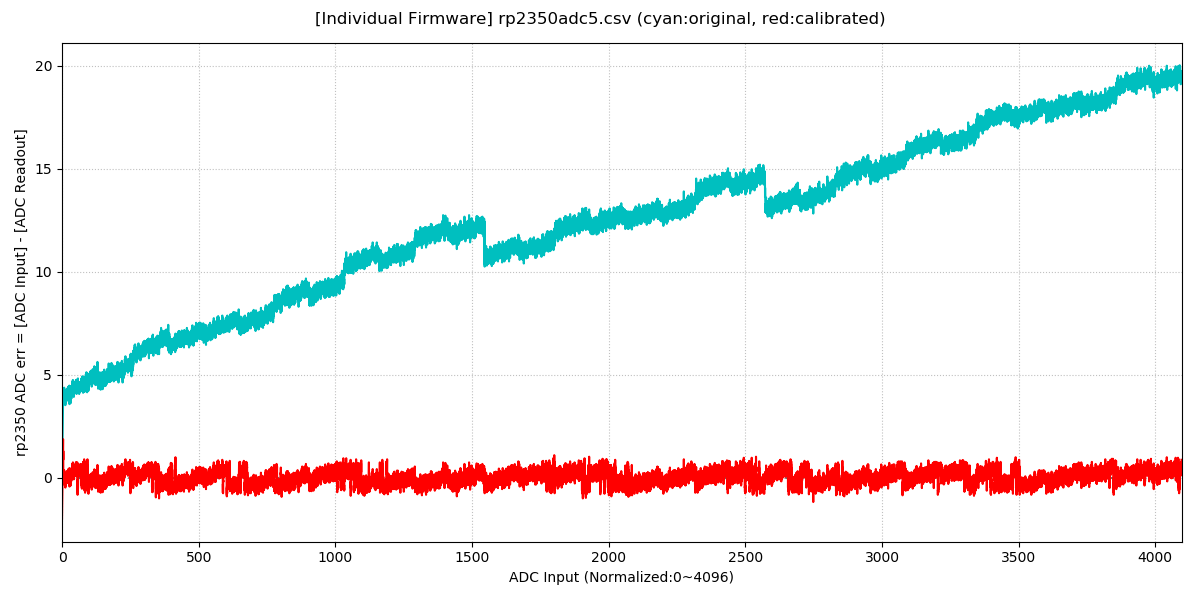 [Individual Firmware] rp2350adc5.csv (cyan:original, red:calibrated)
rp2350 ADC err = [ADC Input] - [ADC Readout]
20
15
10
5
0
0 500 1000 1500 2000 2500 3000 3500 4000
ADC Input (Normalized:0~4096)